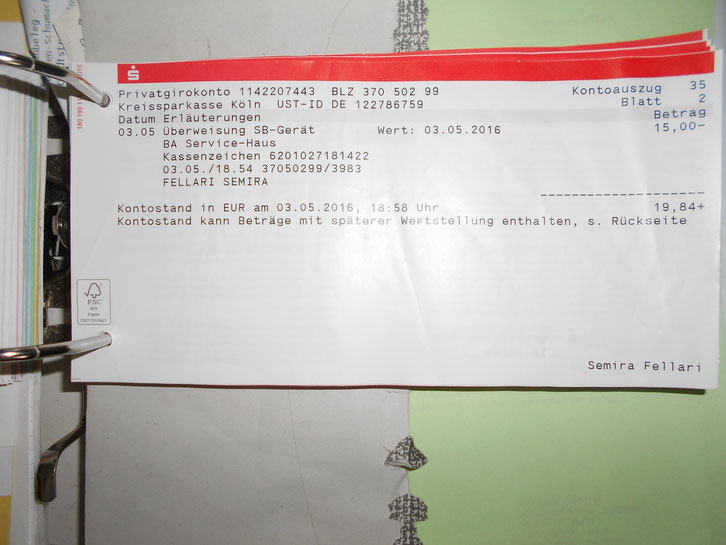 Privatgirokonto 1142207443 BLZ 370 502 99 Kontoauszug 35
Kreissparkasse Köln UST-ID DE 122786759 Blatt 2
Datum Erläuterungen Betrag
03.05 Überweisung SB-Gerät Wert: 03.05.2016 15,00-
BA Service-Haus
Kassenzeichen 6201027181422
03.05./18.54 37050299/3983
FELLARI SEMIRA
Kontostand in EUR am 03.05.2016, 18:58 Uhr 19,84+
Kontostand kann Beträge mit späterer Wertstellung enthalten, s. Rückseite
FSC
Semira Fellari